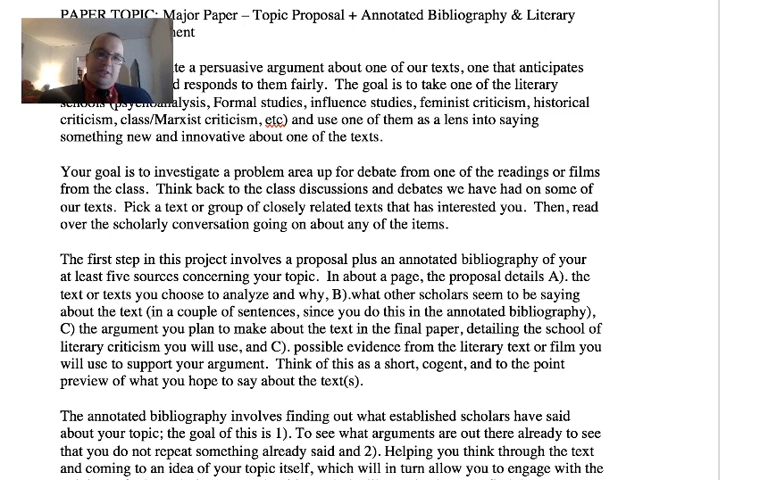 PAPER TOPIC: Major Paper – Topic Proposal + Annotated Bibliography & Literary
ent
te a persuasive argument about one of our texts, one that anticipates
d responds to them fairly. The goal is to take one of the literary
schools (psychoanalysis, Formal studies, influence studies, feminist criticism, historical
criticism, class/Marxist criticism, etc) and use one of them as a lens into saying
something new and innovative about one of the texts.
Your goal is to investigate a problem area up for debate from one of the readings or films
from the class. Think back to the class discussions and debates we have had on some of
our texts. Pick a text or group of closely related texts that has interested you. Then, read
over the scholarly conversation going on about any of the items.
The first step in this project involves a proposal plus an annotated bibliography of your
at least five sources concerning your topic. In about a page, the proposal details A). the
text or texts you choose to analyze and why, B).what other scholars seem to be saying
about the text (in a couple of sentences, since you do this in the annotated bibliography),
C) the argument you plan to make about the text in the final paper, detailing the school of
literary criticism you will use, and C). possible evidence from the literary text or film you
will use to support your argument. Think of this as a short, cogent, and to the point
preview of what you hope to say about the text(s).
The annotated bibliography involves finding out what established scholars have said
about your topic; the goal of this is 1). To see what arguments are out there already to see
that you do not repeat something already said and 2). Helping you think through the text
and coming to an idea of your topic itself, which will in turn allow you to engage with the